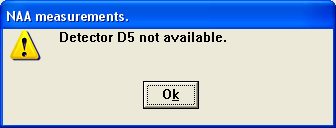 NAA measurements.
Detector D5 not available.
Ok